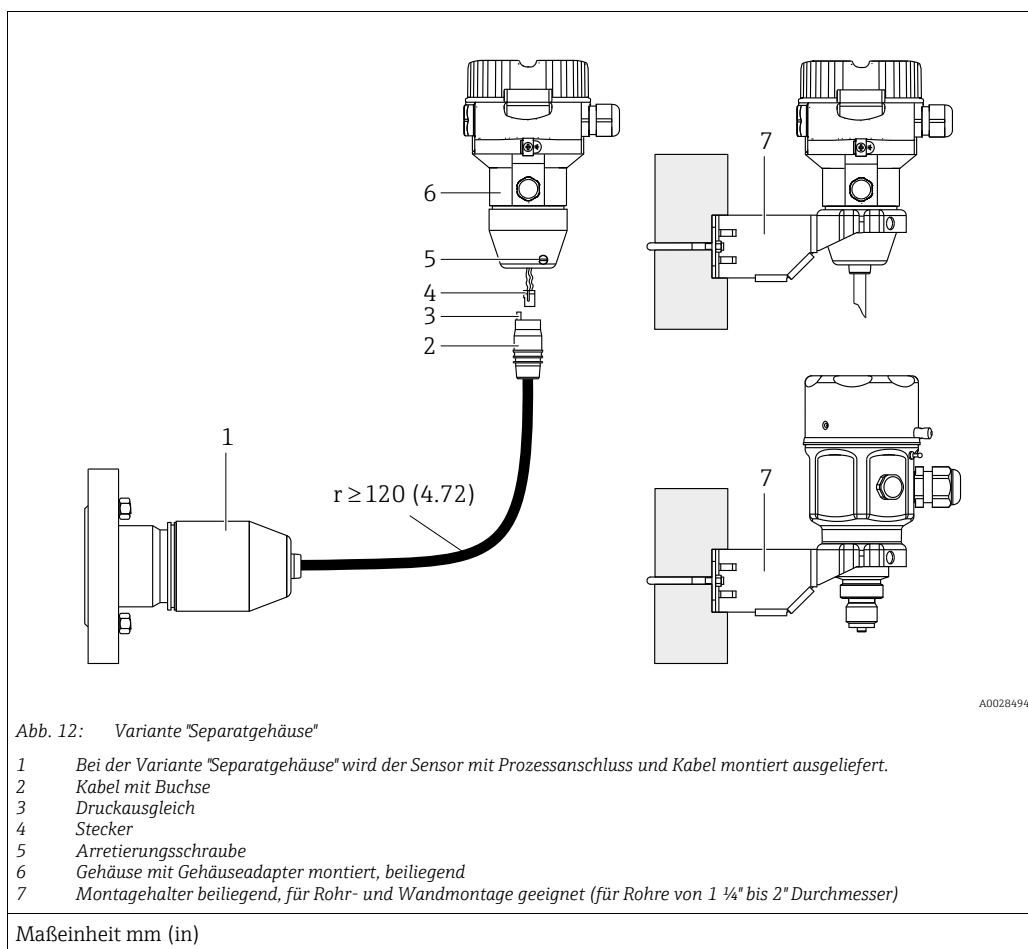 7
6
5
4
3
2
1
r ≥ 120 (4.72)
7
A0028494
Abb. 12: Variante "Separatgehäuse"
1 Bei der Variante "Separatgehäuse" wird der Sensor mit Prozessanschluss und Kabel montiert ausgeliefert.
2 Kabel mit Buchse
3 Druckausgleich
4 Stecker
5 Arretierungsschraube
6 Gehäuse mit Gehäuseadapter montiert, beiliegend
7 Montagehalter beiliegend, für Rohr- und Wandmontage geeignet (für Rohre von 1 ¼" bis 2" Durchmesser)
Maßeinheit mm (in)